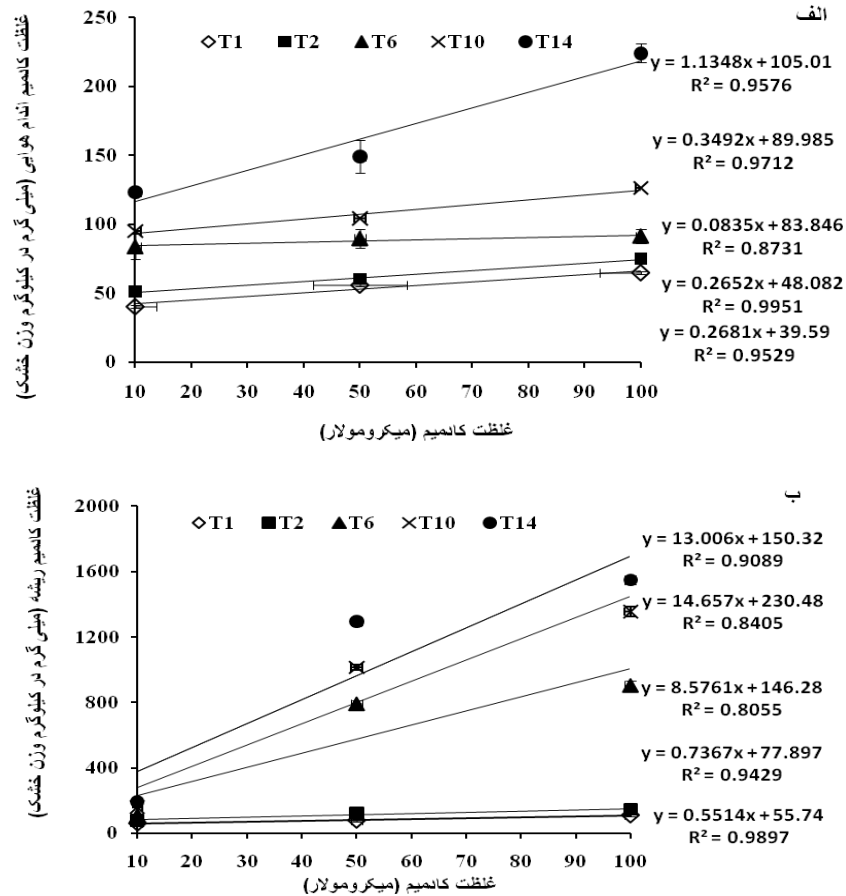 الف
T1 T2 T6 T10 T14
غلظت کادمیم اندام هوایی (میلی گرم در کیلوگرم وزن خشک)
250
200
150
100
50
0
y = 1.1348x + 105.01
R² = 0.9576
y = 0.3492x + 89.985
R² = 0.9712
y = 0.0835x + 83.846
R² = 0.8731
y = 0.2652x + 48.082
R² = 0.9951
y = 0.2681x + 39.59
R² = 0.9529
10 20 30 40 50 60 70 80 90 100
غلظت کادمیم (میکرومولار)
ب
T1 T2 T6 T10 T14
غلظت کادمیم ریشه (میلی گرم در کیلوگرم وزن خشک)
2000
1600
1200
800
400
0
y = 13.006x + 150.32
R² = 0.9089
y = 14.657x + 230.48
R² = 0.8405
y = 8.5761x + 146.28
R² = 0.8055
y = 0.7367x + 77.897
R² = 0.9429
y = 0.5514x + 55.74
R² = 0.9897
10 20 30 40 50 60 70 80 90 100
غلظت کادمیم (میکرومولار)